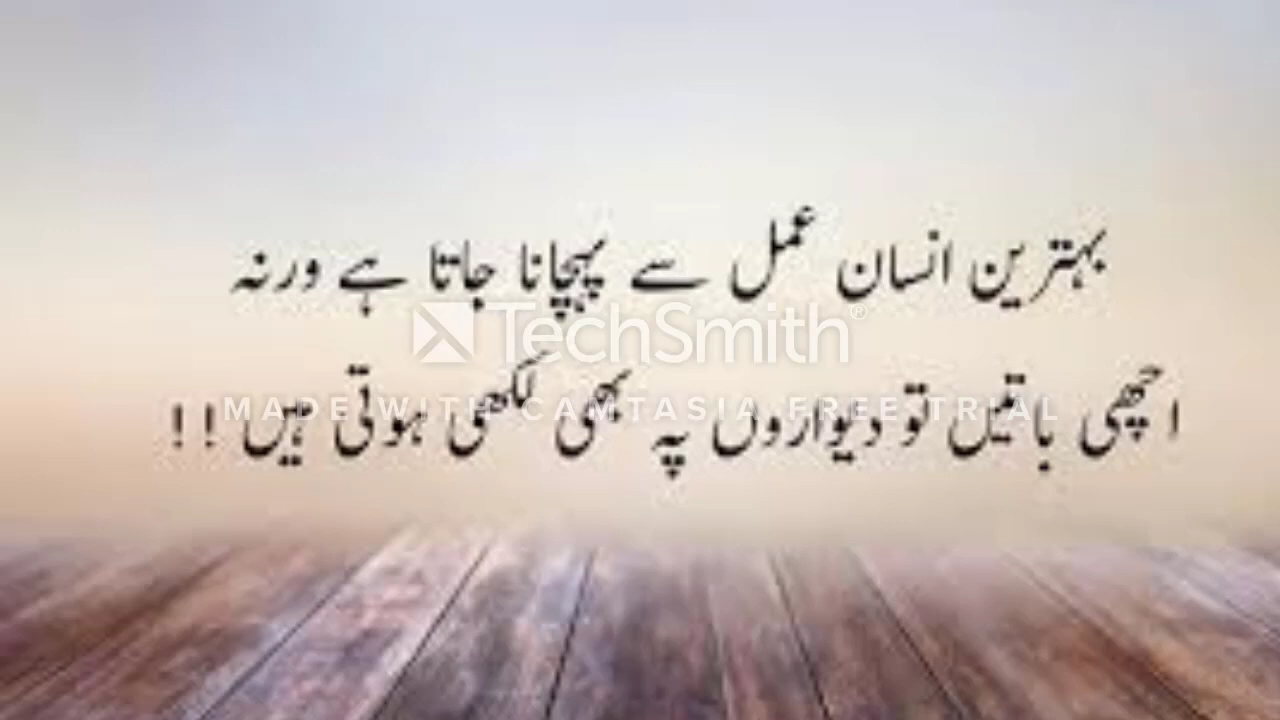 بہترین انسان عمل سے پہچانا جاتا ہے ورنہ
TechSmith®
MADE WITH CAMTASIA FREE TRIAL
اچھی باتیں تو دیواروں پہ بھی لکھی ہوتی ہیں !!